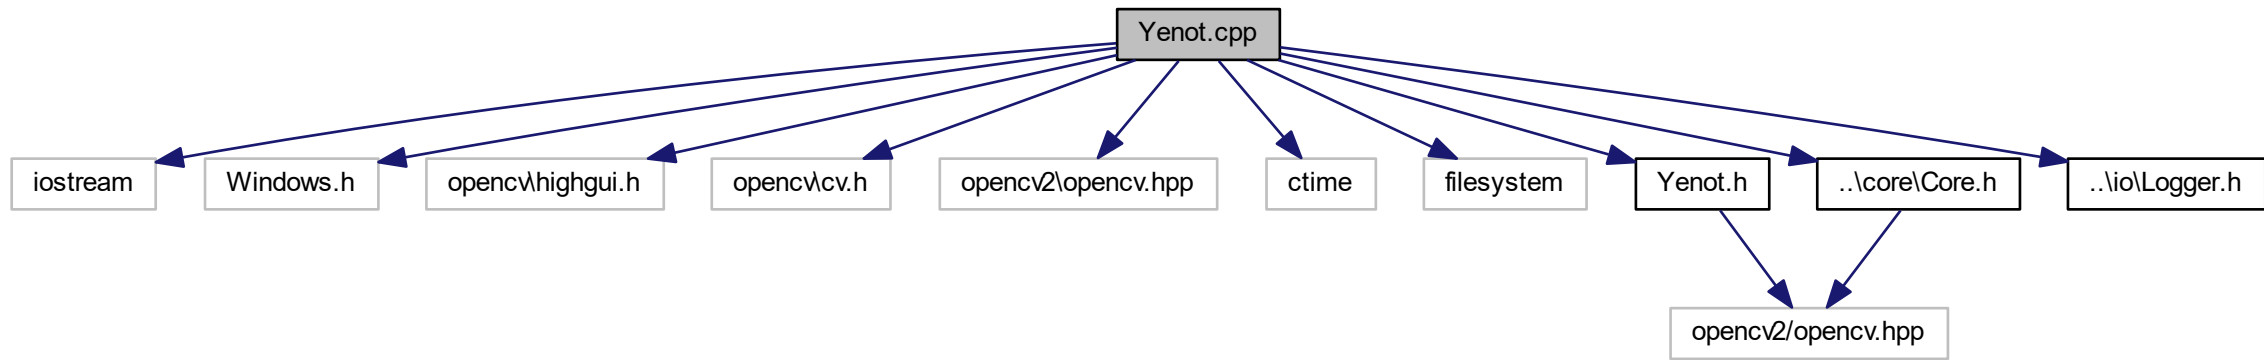 Yenot.cpp
iostream
Windows.h
opencv\highgui.h
opencv\cv.h
opencv2\opencv.hpp
ctime
filesystem
Yenot.h
..\core\Core.h
..\io\Logger.h
opencv2/opencv.hpp